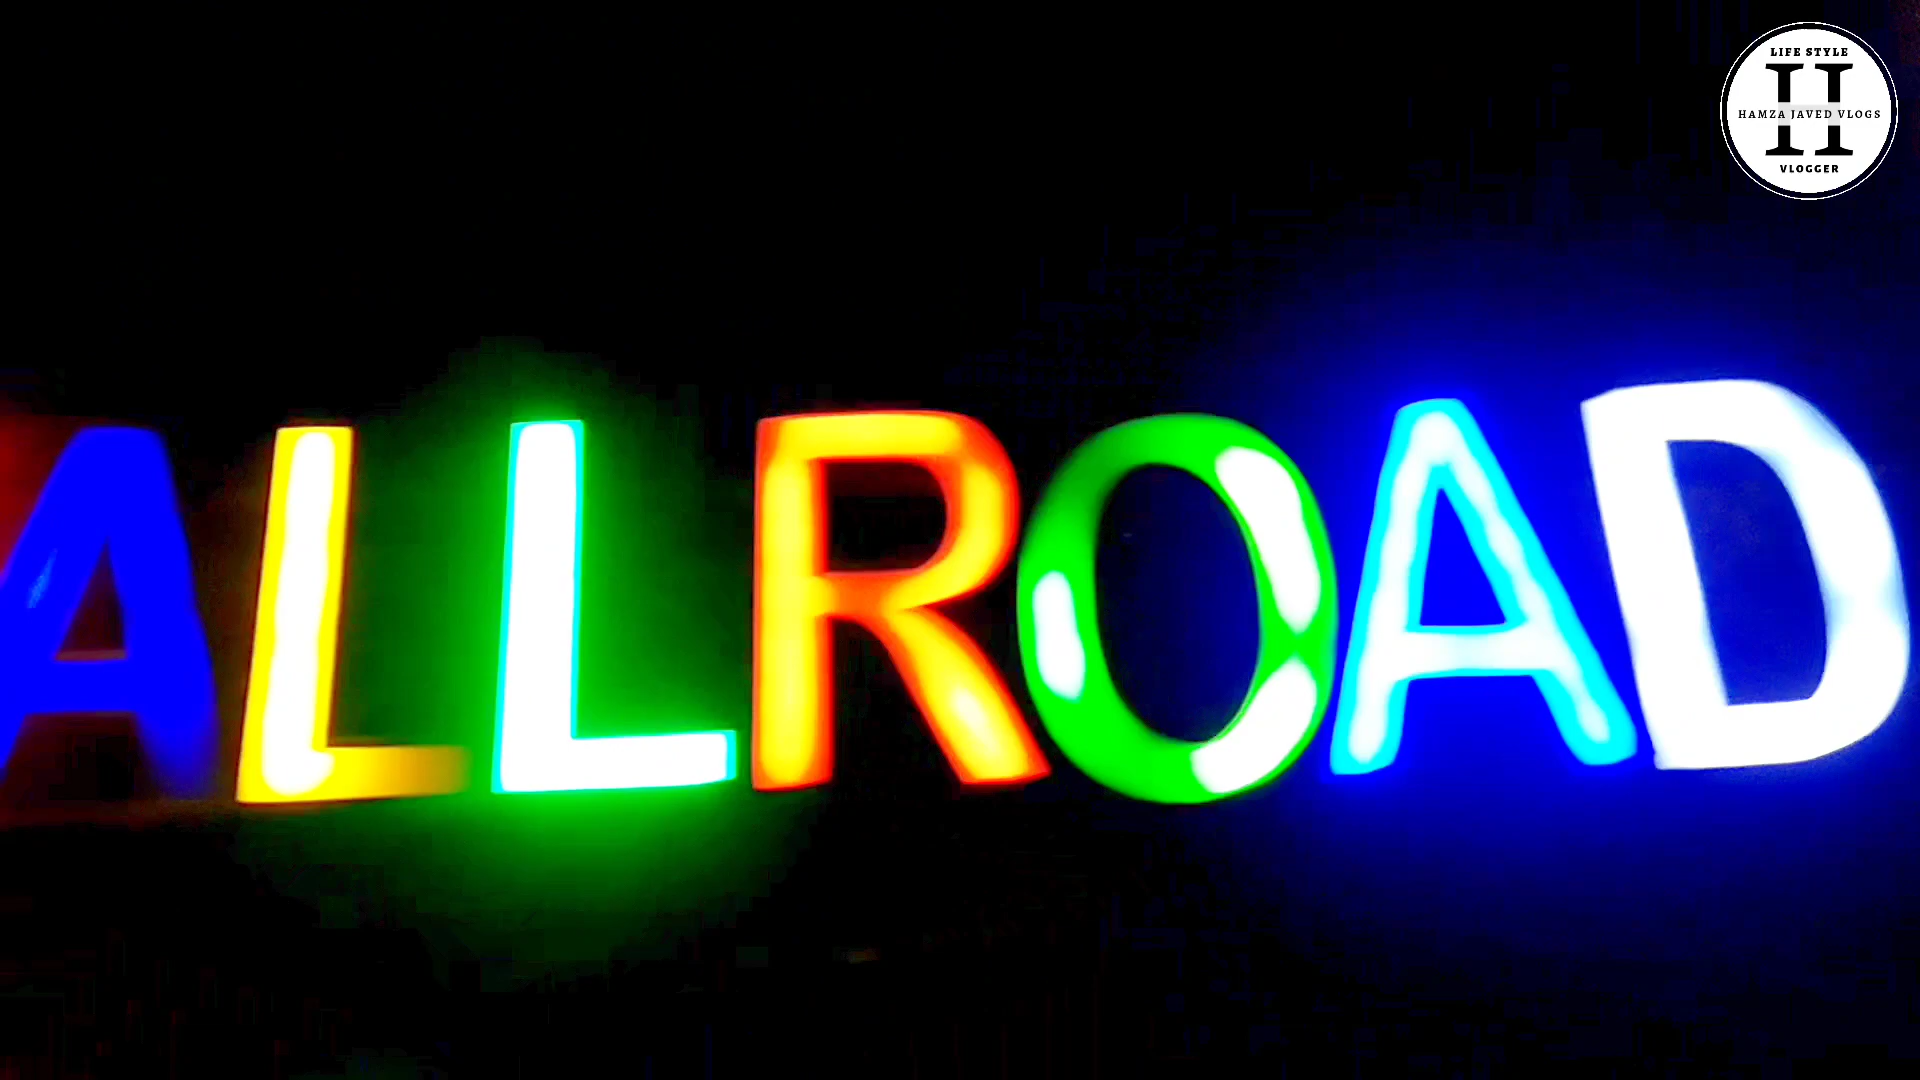 LIFE STYLE
H
HAMZA JAVED VLOGS
VLOGGER
ALLROAD